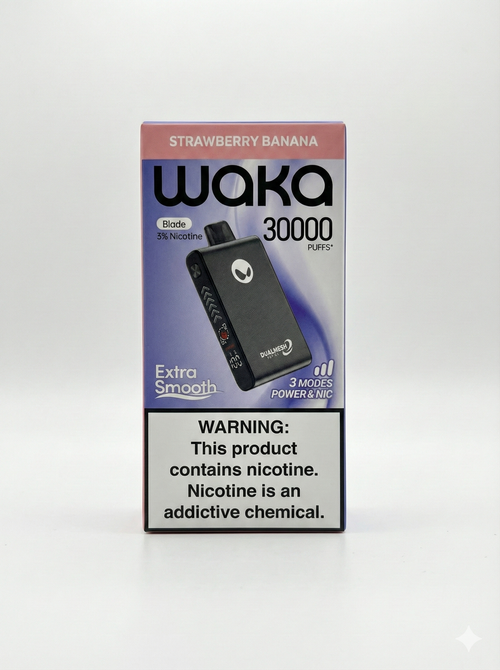 STRAWBERRY BANANA
waka
Blade
3% Nicotine
30000
PUFFS*
DUALMESH
Extra
Smooth
3 MODES
POWER & NIC
WARNING:
This product
contains nicotine.
Nicotine is an
addictive chemical.